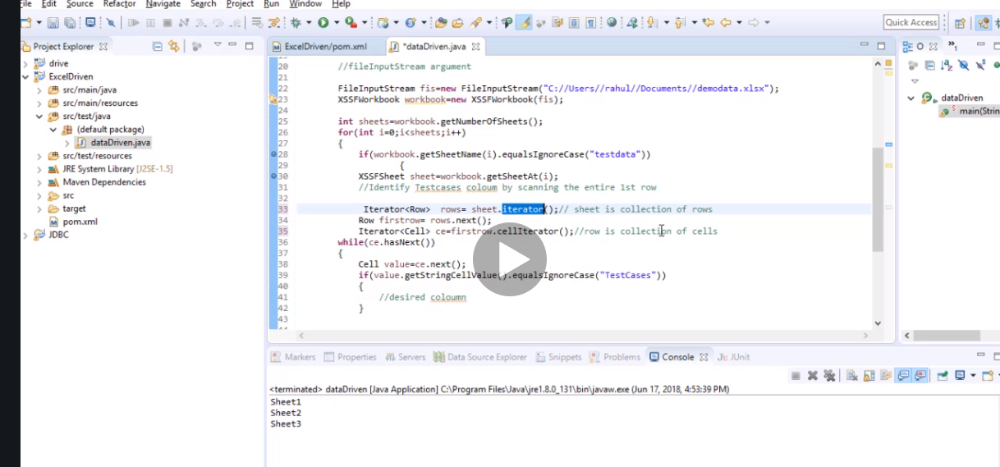 File Edit Source Refactor Navigate Search Project Run Window Help
Quick Access
Project Explorer
drive
ExcelDriven
src/main/java
src/main/resources
src/test/java
(default package)
dataDriven.java
src/test/resources
JRE System Library [J2SE-1.5]
Maven Dependencies
src
target
pom.xml
JDBC
ExcelDriven/pom.xml
*dataDriven.java
20 //fileInputStream argument
21
22 FileInputStream fis=new FileInputStream("C://Users//rahul//Documents//demodata.xlsx");
23 XSSFWorkbook workbook=new XSSFWorkbook(fis);
24
25 int sheets=workbook.getNumberOfSheets();
26 for(int i=0;i<sheets;i++)
27 {
28 if(workbook.getSheetName(i).equalsIgnoreCase("testdata"))
29 {
30 XSSFSheet sheet=workbook.getSheetAt(i);
31 //Identify Testcases coloum by scanning the entire 1st row
32
33 Iterator<Row> rows= sheet.iterator();// sheet is collection of rows
34 Row firstrow= rows.next();
35 Iterator<Cell> ce=firstrow.cellIterator();//row is collection of cells
36 while(ce.hasNext())
37 {
38 Cell value=ce.next();
39 if(value.getStringCellValue().equalsIgnoreCase("TestCases"))
40 {
41 //desired coloumn
42 }
43
O
dataDriven
main(Strin
Markers Properties Servers Data Source Explorer Snippets Problems Console JUnit
<terminated> dataDriven [Java Application] C:\Program Files\Java\jre1.8.0_131\bin\javaw.exe (Jun 17, 2018, 4:53:39 PM)
Sheet1
Sheet2
Sheet3